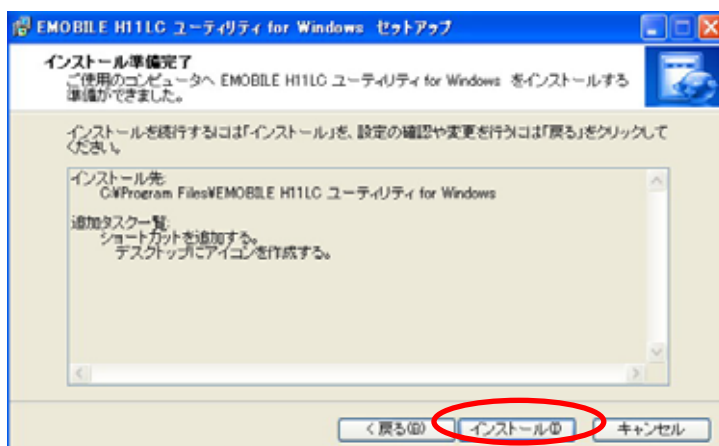 EMOBILE H11LC ユーティリティ for Windows セットアップ
インストール準備完了
ご使用のコンピュータへ EMOBILE H11LC ユーティリティ for Windows をインストールする
準備ができました。
インストールを続行するには「インストール」を、設定の確認や変更を行うには「戻る」をクリックして
ください。
インストール先:
C:¥Program Files¥EMOBILE H11LC ユーティリティ for Windows
追加タスク一覧:
ショートカットを追加する。
デスクトップにアイコンを作成する。
< 戻る(B)
インストール(I)
キャンセル